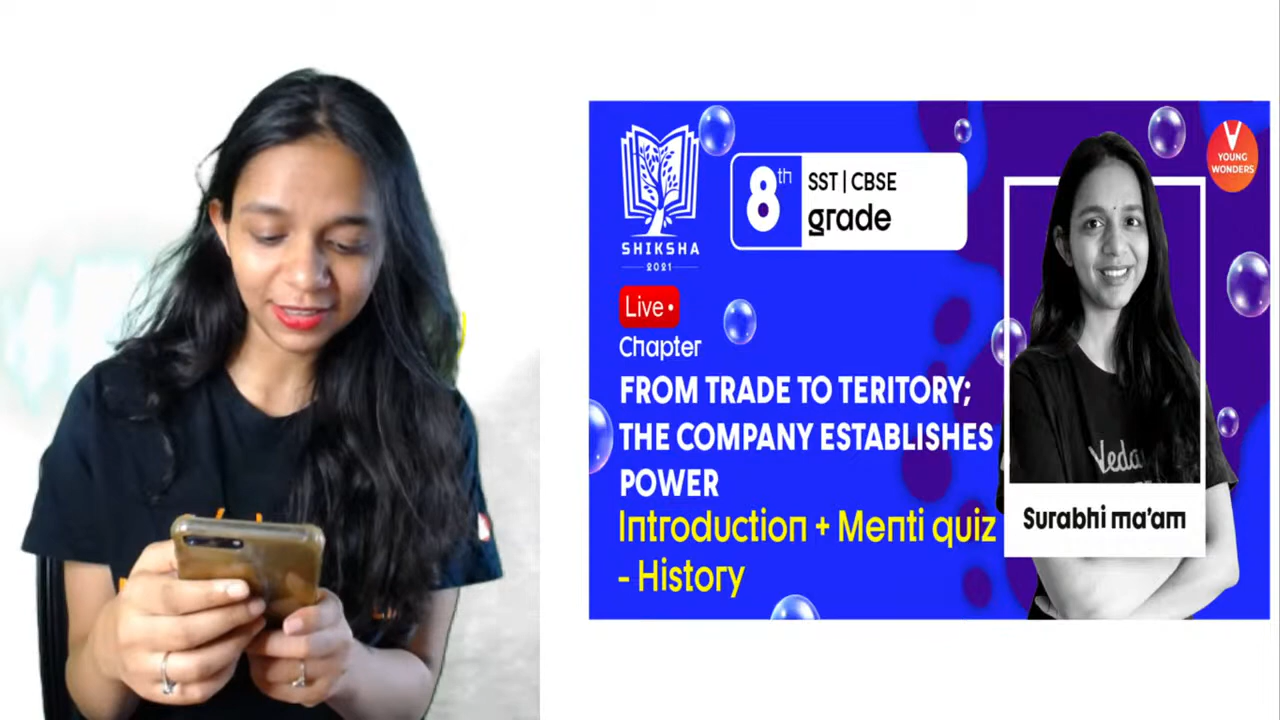 SHIKSHA
2021
8th
SST | CBSE
grade
Live
Chapter
FROM TRADE TO TERITORY;
THE COMPANY ESTABLISHES
POWER
Introduction + Menti quiz
- History
YOUNG
WONDERS
Veda
Surabhi ma'am